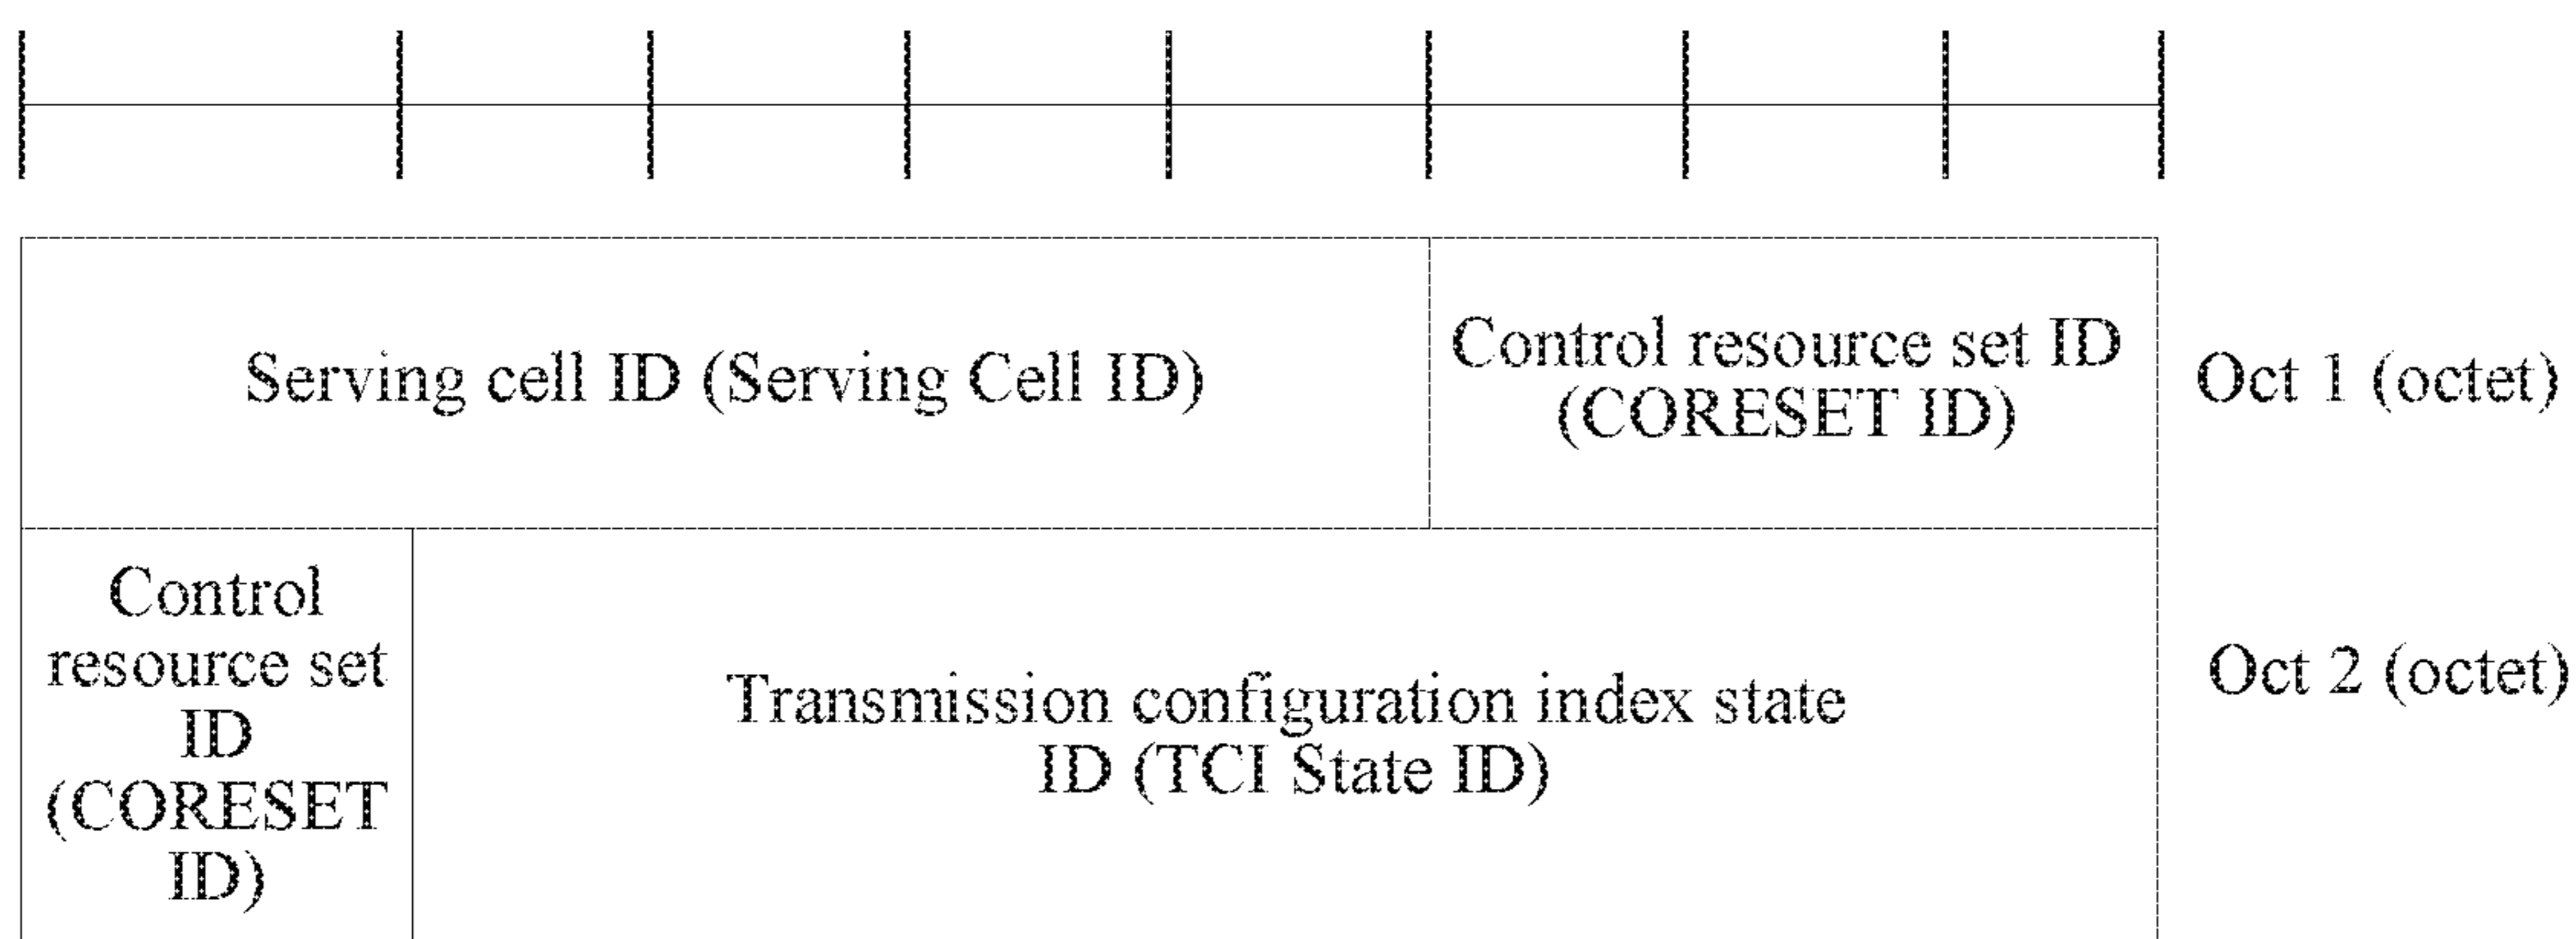 Serving cell ID (Serving Cell ID)
Control resource set ID
(CORESET ID)
Oct 1 (octet)
Control
resource set
ID
(CORESET
ID)
Transmission configuration index state
ID (TCI State ID)
Oct 2 (octet)